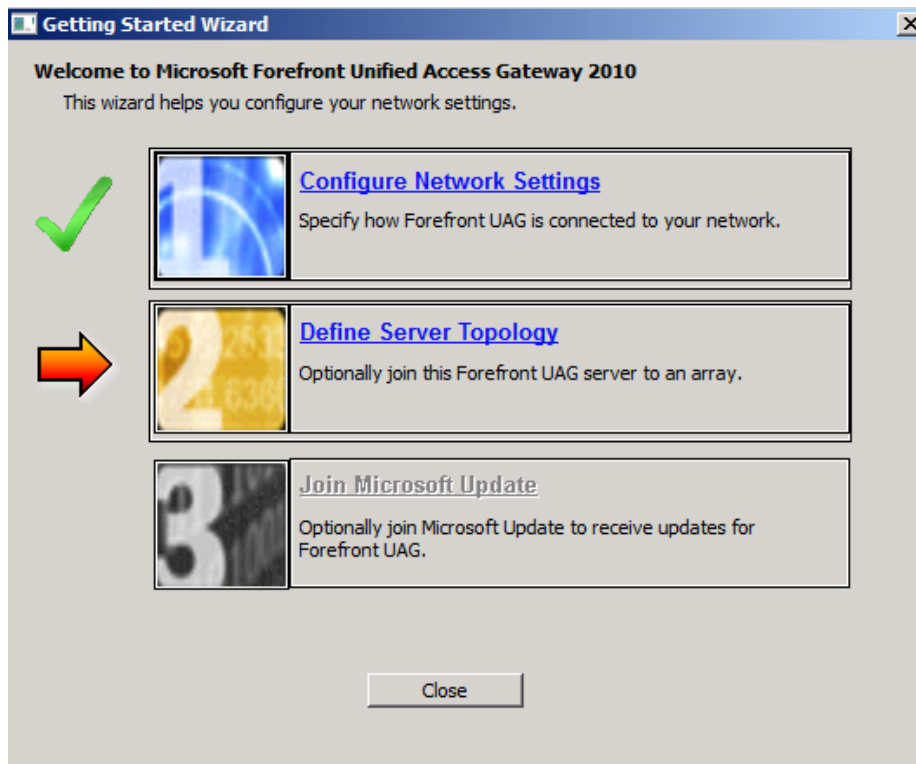 Getting Started Wizard
Welcome to Microsoft Forefront Unified Access Gateway 2010
This wizard helps you configure your network settings.
1
Configure Network Settings
Specify how Forefront UAG is connected to your network.
2
Define Server Topology
Optionally join this Forefront UAG server to an array.
3
Join Microsoft Update
Optionally join Microsoft Update to receive updates for
Forefront UAG.
Close